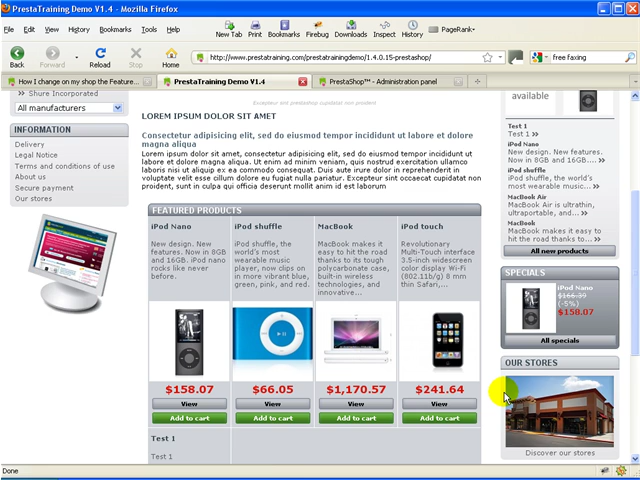 PrestaTraining Demo V1.4 - Mozilla Firefox
File Edit View History Bookmarks Tools Help
Back Forward Reload Stop Home
New Tab Print Bookmarks Firebug Downloads Inspect History
PageRank
http://www.prestatraining.com/prestatrainingdemo/1.4.0.15-prestashop/
free faxing
How I change on my shop the Feature...
PrestaTraining Demo V1.4
PrestaShop™ - Administration panel
Shure Incorporated
All manufacturers
INFORMATION
Delivery
Legal Notice
Terms and conditions of use
About us
Secure payment
Our stores
Excepteur sint prestashop cupidatat non proident
LOREM IPSUM DOLOR SIT AMET
Consectetur adipisicing elit, sed do eiusmod tempor incididunt ut labore et dolore
magna aliqua
Lorem ipsum dolor sit amet, consectetur adipisicing elit, sed do eiusmod tempor incididunt ut labore et dolore
magna aliqua. Ut enim ad minim veniam, quis nostrud exercitation ullamco
laboris nisi ut aliquip ex ea commodo consequat. Duis aute irure dolor in reprehenderit in
voluptate velit esse cillum dolore eu fugiat nulla pariatur. Excepteur sint occaecat cupidatat non
proident, sunt in culpa qui officia deserunt mollit anim id est laborum
FEATURED PRODUCTS
iPod Nano
New design. New
features. Now in 8GB
and 16GB. iPod nano
rocks like never
before.
$158.07
View
Add to cart
iPod shuffle
iPod shuffle, the
world's most
wearable music
player, now clips on
in more vibrant blue,
green, pink, and red.
$66.05
View
Add to cart
MacBook
MacBook makes it
easy to hit the road
thanks to its tough
polycarbonate case,
built-in wireless
technologies, and
innovative...
$1,170.57
View
Add to cart
iPod touch
Revolutionary
Multi-Touch interface
3.5-inch widescreen
color display Wi-Fi
(802.11b/g) 8 mm
thin Safari,...
$241.64
View
Add to cart
Test 1
Test 1
available
Test 1
Test 1
iPod Nano
New design. New features.
Now in 8GB and 16GB....
iPod shuffle
iPod shuffle, the world's
most wearable music...
MacBook Air
MacBook Air is ultrathin,
ultraportable, and...
MacBook
MacBook makes it easy to
hit the road thanks to...
All new products
SPECIALS
iPod Nano
$166.39
(-5%)
$158.07
All specials
OUR STORES
Discover our stores
Done